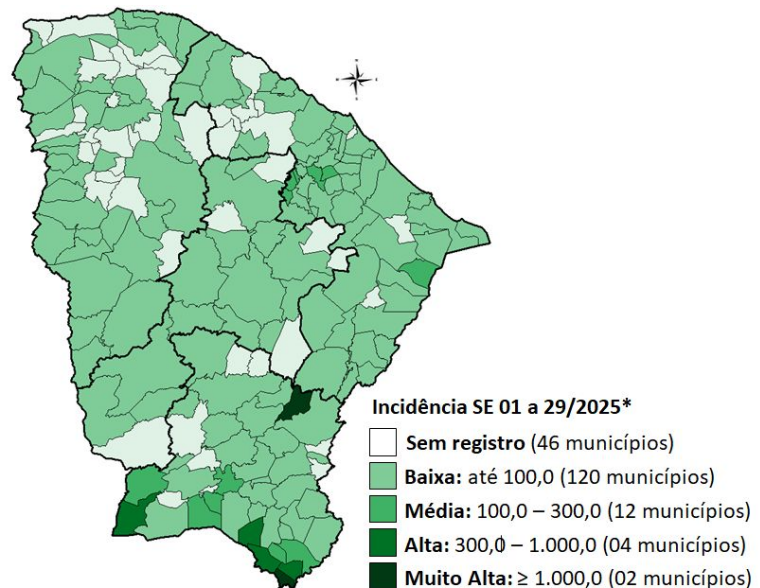 Incidência SE 01 a 29/2025*
Sem registro (46 municípios)
Baixa: até 100,0 (120 municípios)
Média: 100,0 – 300,0 (12 municípios)
Alta: 300,0 – 1.000,0 (04 municípios)
Muito Alta: ≥ 1.000,0 (02 municípios)